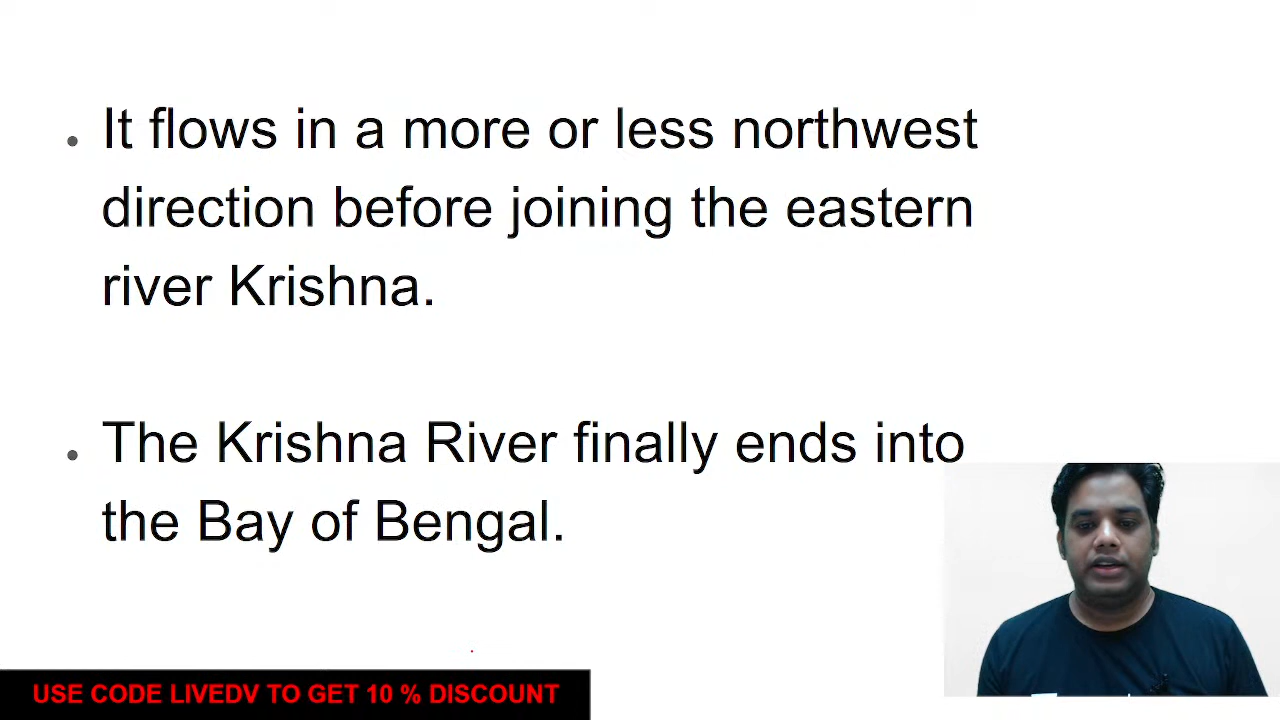 It flows in a more or less northwest
direction before joining the eastern
river Krishna.
The Krishna River finally ends into
the Bay of Bengal.
USE CODE LIVEDV TO GET 10 % DISCOUNT